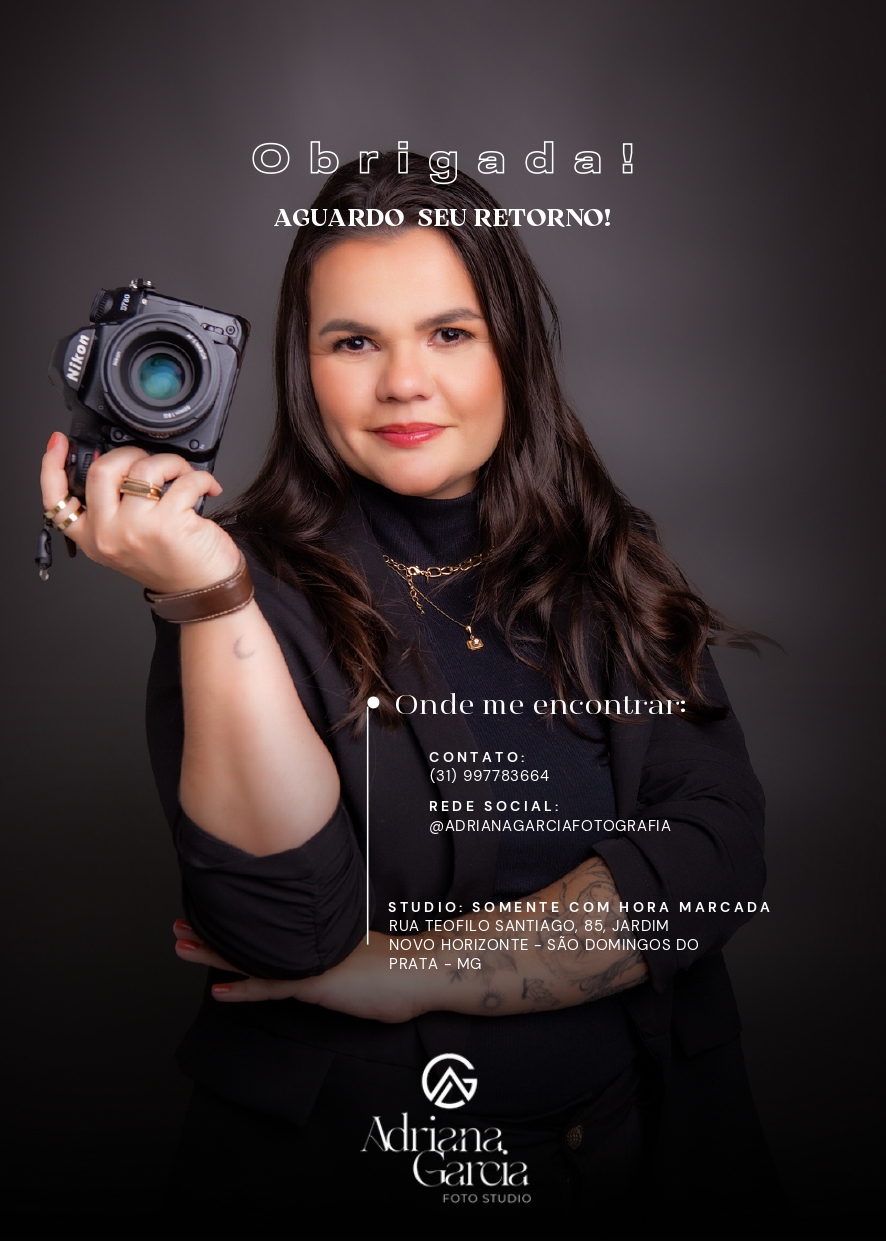 Obrigada!
AGUARDO SEU RETORNO!
D780
Nikon
Onde me encontrar:
CONTATO:
(31) 997783664
REDE SOCIAL:
@ADRIANAGARCIAFOTOGRAFIA
STUDIO: SOMENTE COM HORA MARCADA
RUA TEOFILO SANTIAGO, 85, JARDIM
NOVO HORIZONTE - SÃO DOMINGOS DO
PRATA - MG
Adriana
Garcia
FOTO STUDIO